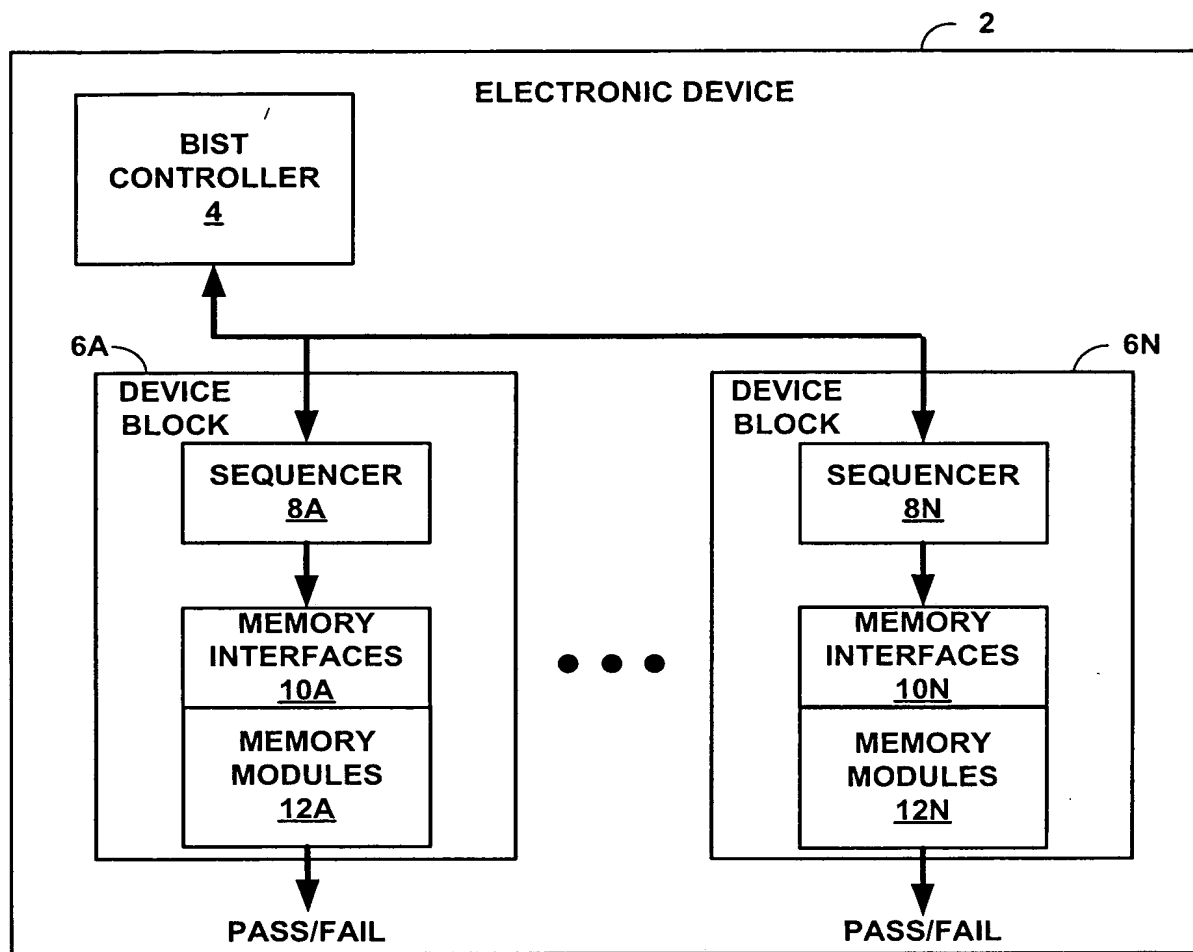 2
ELECTRONIC DEVICE
BIST
CONTROLLER
4
6A
6N
DEVICE
BLOCK
SEQUENCER
8A
MEMORY
INTERFACES
10A
MEMORY
MODULES
12A
PASS/FAIL
DEVICE
BLOCK
SEQUENCER
8N
MEMORY
INTERFACES
10N
MEMORY
MODULES
12N
PASS/FAIL